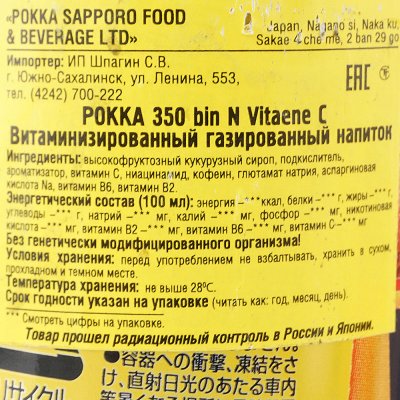 «POKKA SAPPORO FOOD
& BEVERAGE LTD»
Japan, Nagano si, Naka ku,
Sakae 4 che me, 2 ban 29 go
Импортер: ИП Шпагин С.В.
г. Южно-Сахалинск, ул. Ленина, 553,
тел. (4242) 700-222
EAC
POKKA 350 bin N Vitaene C
Витаминизированный газированный напиток
Ингредиенты: высокофруктозный кукурузный сироп, подкислитель,
ароматизатор, витамин С, ниацинамид, кофеин, глютамат натрия, аспаргиновая
кислота Na, витамин В6, витамин В2.
Энергетический состав (100 мл): энергия –***ккал, белки –*** г, жиры –*** г,
углеводы –*** г, натрий –*** мг, калий –*** мг, фосфор –*** мг, никотиновая
кислота –*** мг, витамин В2 –*** мг, витамин В6 –*** мг, витамин С –*** мг
Без генетически модифицированного организма!
Условия хранения: перед употреблением не взбалтывать, хранить в сухом,
прохладном и темном месте.
Температура хранения: не выше 28⁰С.
Срок годности указан на упаковке (читать как: год, месяц, день).
*** Смотреть цифры на упаковке.
Товар прошел радиационный контроль в России и Японии.
•容器への衝撃、凍結をさ
け、直射日光のあたる車内
リサイクル